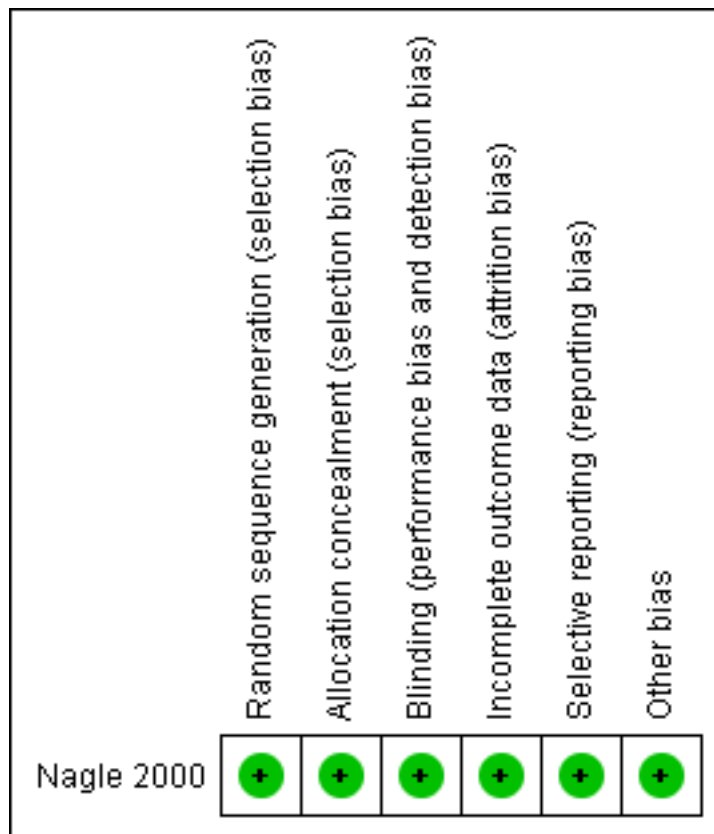 Random sequence generation (selection bias)
Allocation concealment (selection bias)
Blinding (performance bias and detection bias)
Incomplete outcome data (attrition bias)
Selective reporting (reporting bias)
Other bias
Nagle 2000 + + + + + +